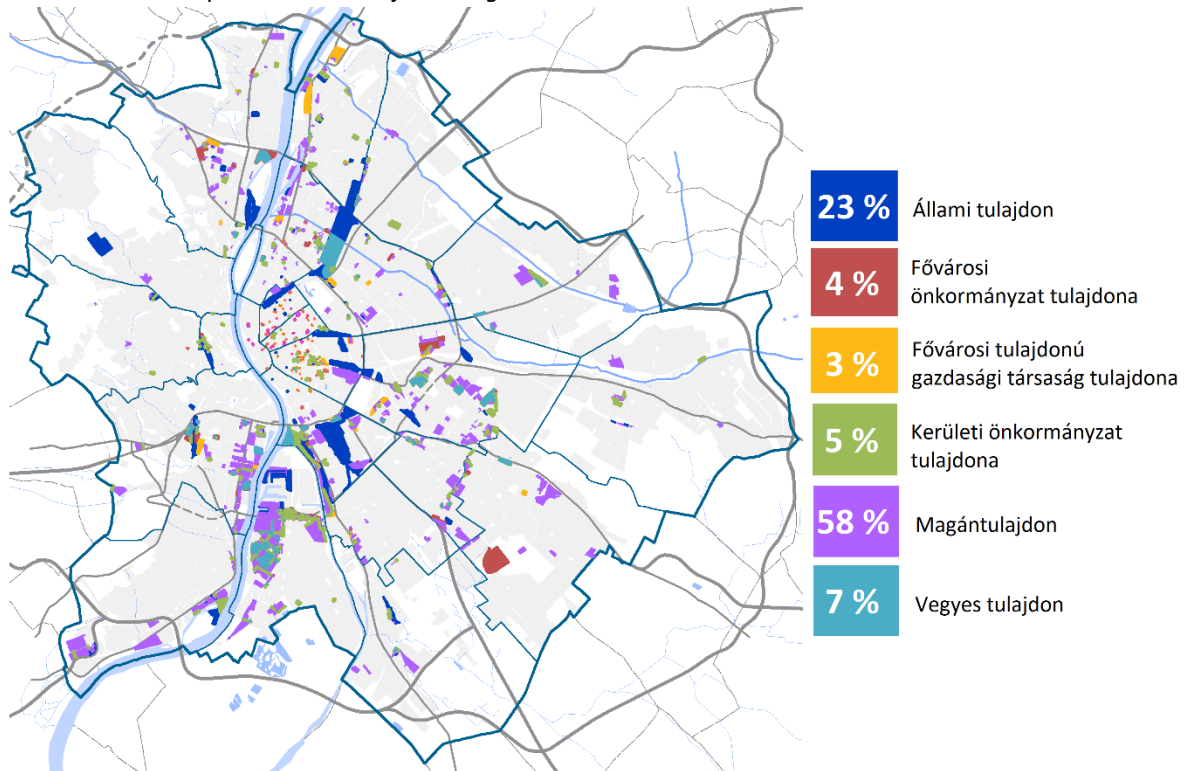 23 %
Állami tulajdon
4 %
Fővárosi
önkormányzat tulajdona
3 %
Fővárosi tulajdonú
gazdasági társaság tulajdona
5 %
Kerületi önkormányzat
tulajdona
58 %
Magántulajdon
7 %
Vegyes tulajdon